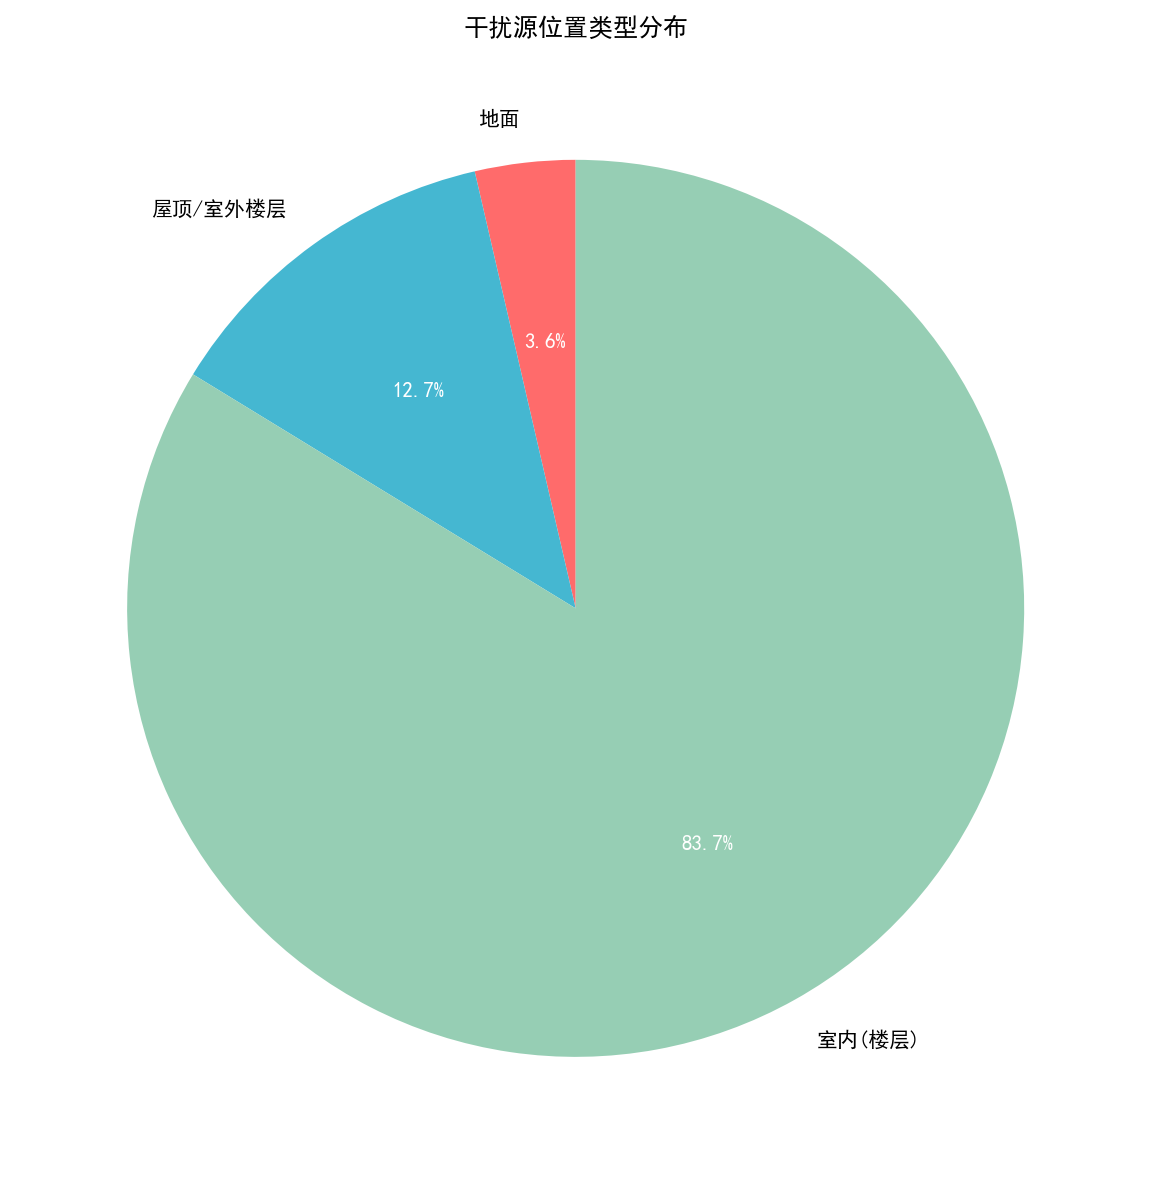 干扰源位置类型分布
地面
屋顶/室外楼层
3.6%
12.7%
83.7%
室内(楼层)